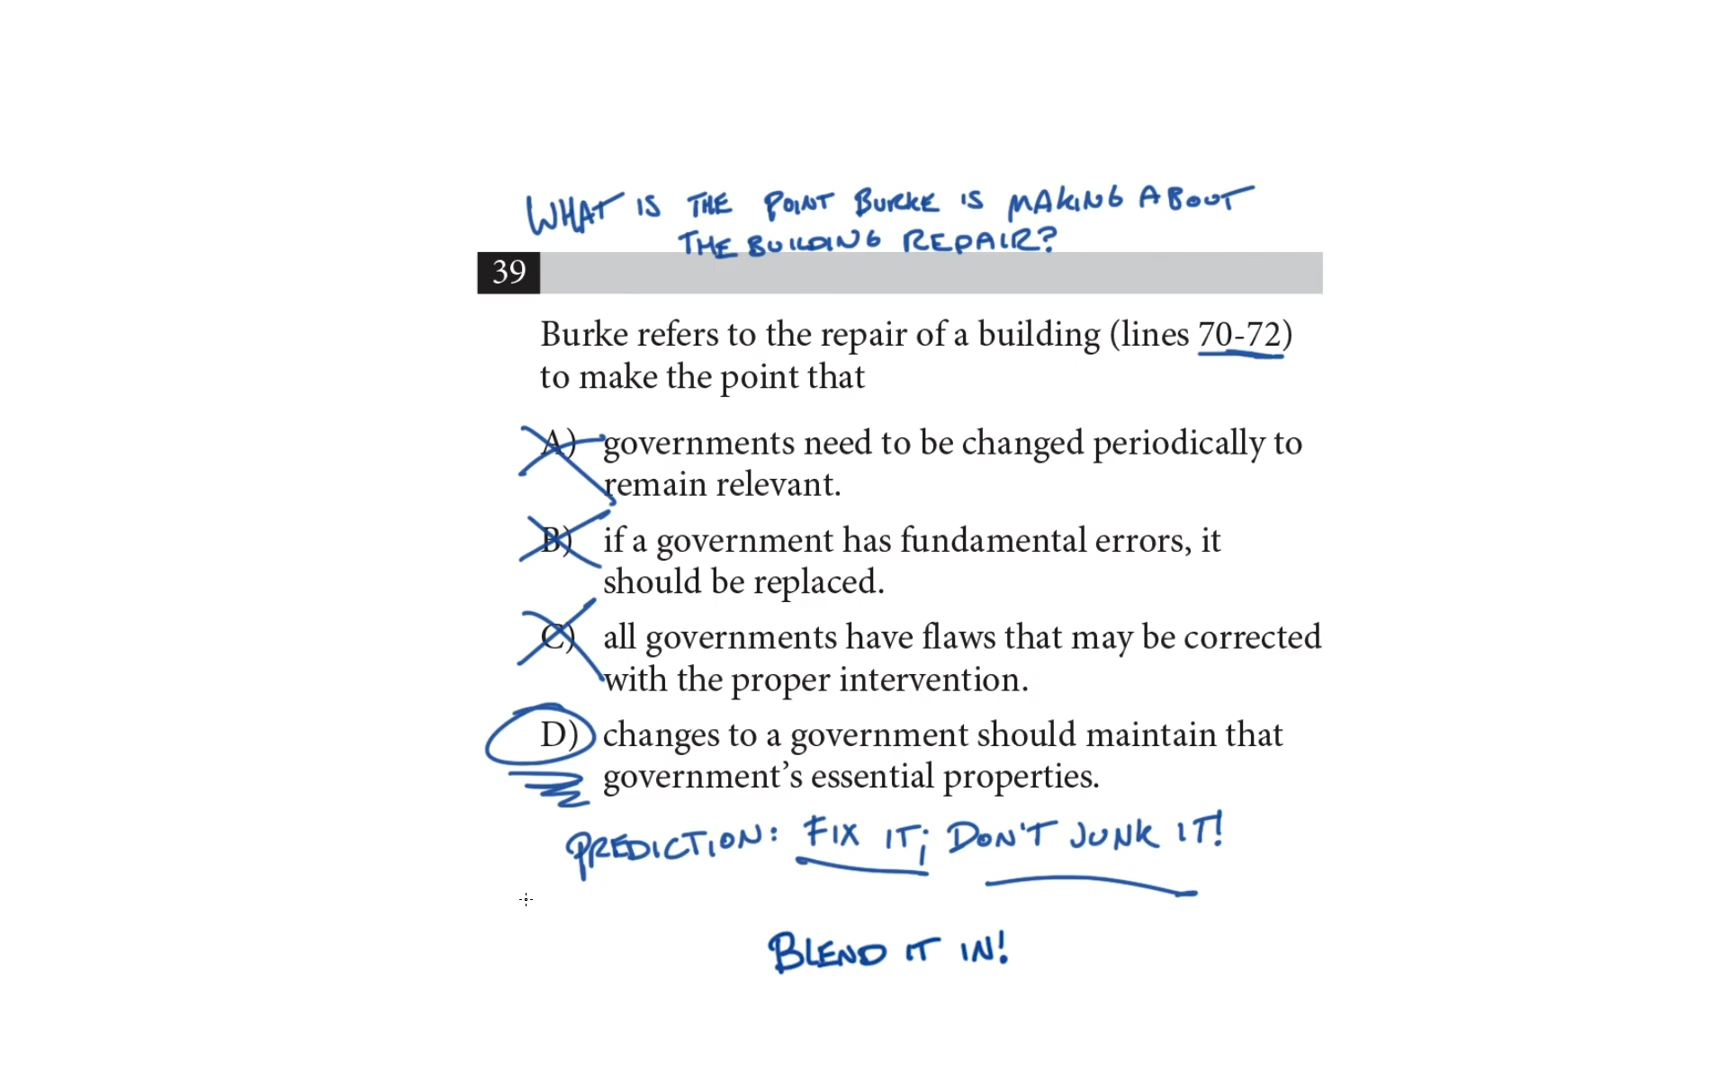 WHAT IS THE POINT BURKE IS MAKING ABOUT
THE BUILDING REPAIR?
39
Burke refers to the repair of a building (lines 70-72)
to make the point that
A) governments need to be changed periodically to
remain relevant.
B) if a government has fundamental errors, it
should be replaced.
C) all governments have flaws that may be corrected
with the proper intervention.
D) changes to a government should maintain that
government’s essential properties.
PREDICTION: FIX IT; DON'T JUNK IT!
BLEND IT IN!